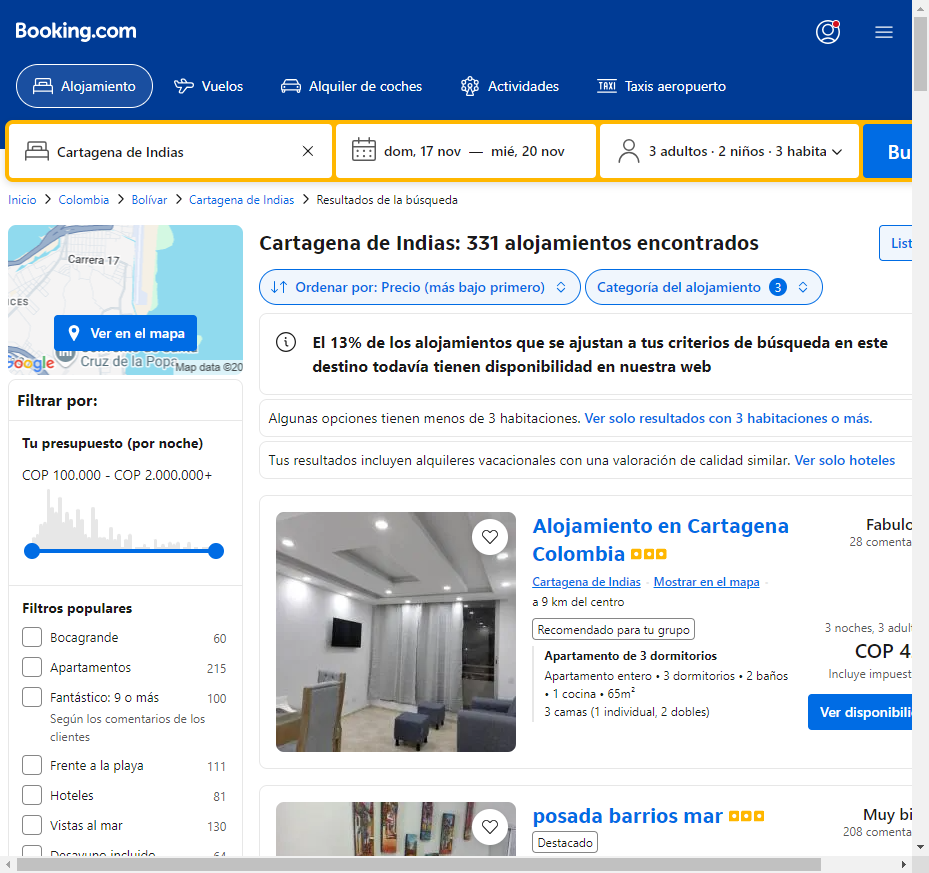 Booking.com
Alojamiento
Vuelos
Alquiler de coches
Actividades
TAXI Taxis aeropuerto
Cartagena de Indias
dom, 17 nov — mié, 20 nov
3 adultos · 2 niños · 3 habita
Bu
Inicio > Colombia > Bolívar > Cartagena de Indias > Resultados de la búsqueda
Carrera 17
ICES
Ver en el mapa
Cruz de la Popa
Google
Map data ©20
Filtrar por:
Tu presupuesto (por noche)
COP 100.000 - COP 2.000.000+
Filtros populares
Bocagrande 60
Apartamentos 215
Fantástico: 9 o más 100
Según los comentarios de los
clientes
Frente a la playa 111
Hoteles 81
Vistas al mar 130
Desayuno incluido 64
Cartagena de Indias: 331 alojamientos encontrados
List
Ordenar por: Precio (más bajo primero)
Categoría del alojamiento 3
El 13% de los alojamientos que se ajustan a tus criterios de búsqueda en este
destino todavía tienen disponibilidad en nuestra web
Algunas opciones tienen menos de 3 habitaciones. Ver solo resultados con 3 habitaciones o más.
Tus resultados incluyen alquileres vacacionales con una valoración de calidad similar. Ver solo hoteles
Alojamiento en Cartagena
Colombia
Cartagena de Indias · Mostrar en el mapa ·
a 9 km del centro
Recomendado para tu grupo
Apartamento de 3 dormitorios
Apartamento entero • 3 dormitorios • 2 baños
• 1 cocina • 65m²
3 camas (1 individual, 2 dobles)
Fabulo
28 comenta
3 noches, 3 adult
COP 4
Incluye impuest
Ver disponibili
posada barrios mar
Destacado
Muy bi
208 comenta